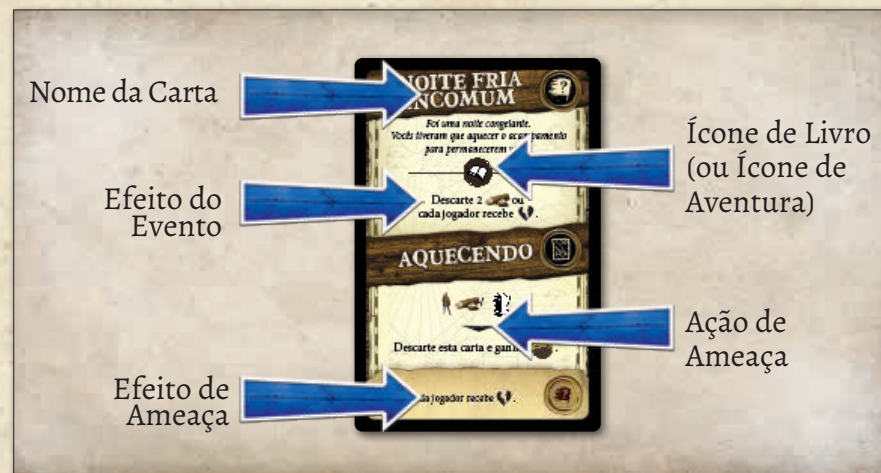 Nome da Carta
Efeito do
Evento
Efeito de
Ameaça
NOITE FRIA
INCOMUM
Foi uma noite congelante.
Vocês tiveram que aquecer o acampamento
para permanecerem
Descarte 2 ou
cada jogador recebe .
AQUECENDO
Descarte esta carta e
jogador recebe .
Ícone de Livro
(ou Ícone de
Aventura)
Ação de
Ameaça